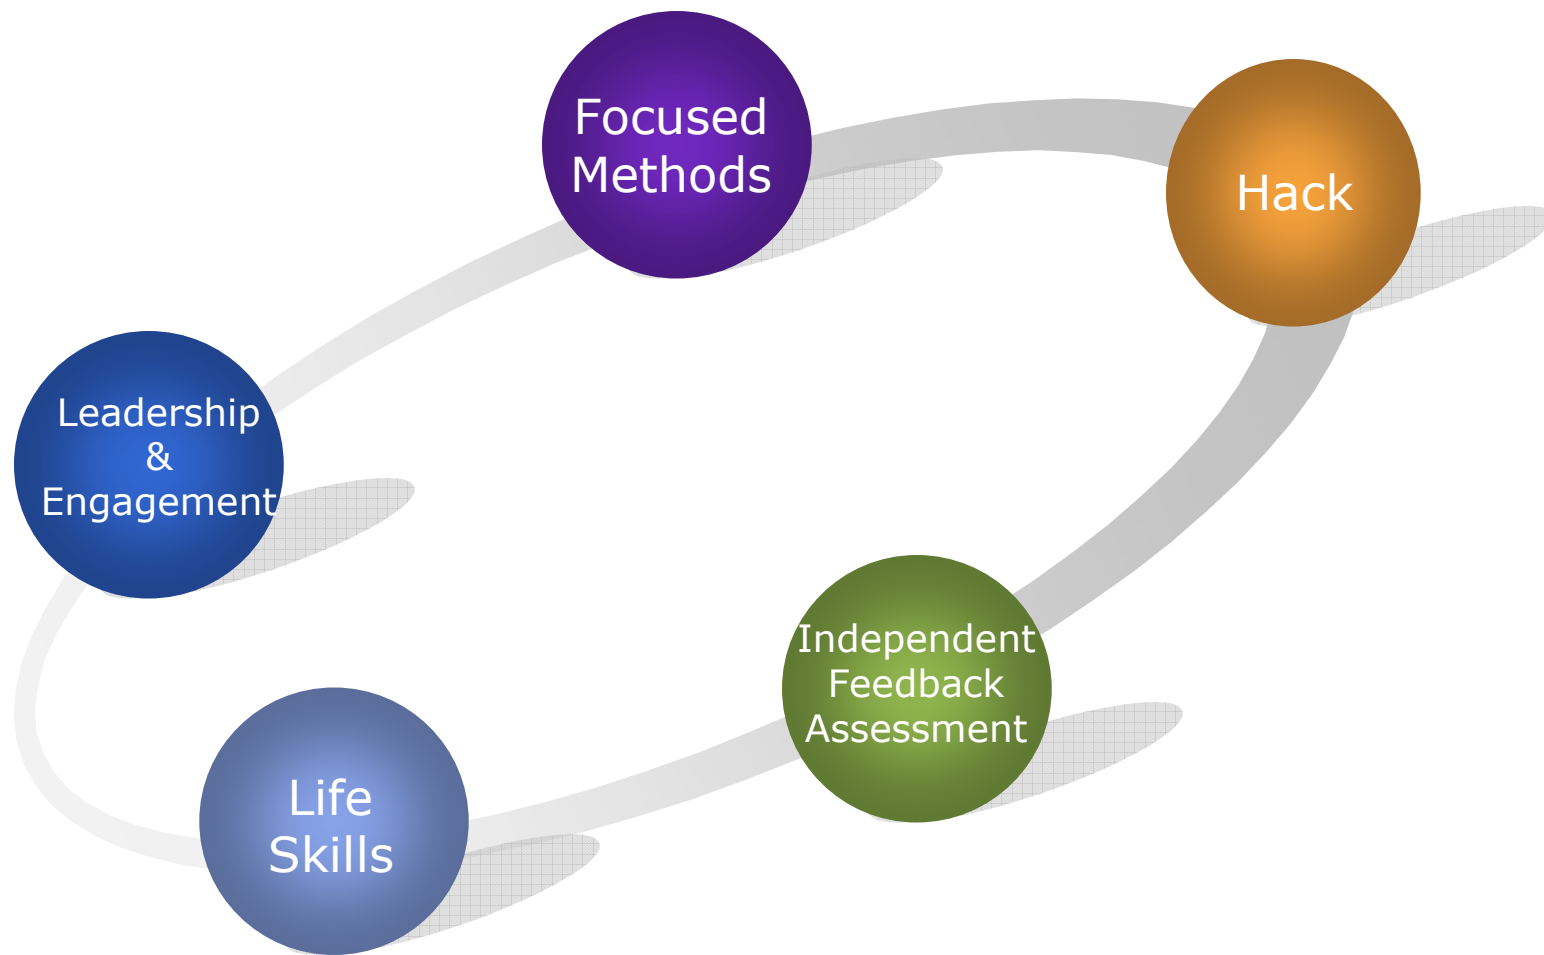 Focused
Methods
Hack
Leadership
&
Engagement
Independent
Feedback
Assessment
Life
Skills